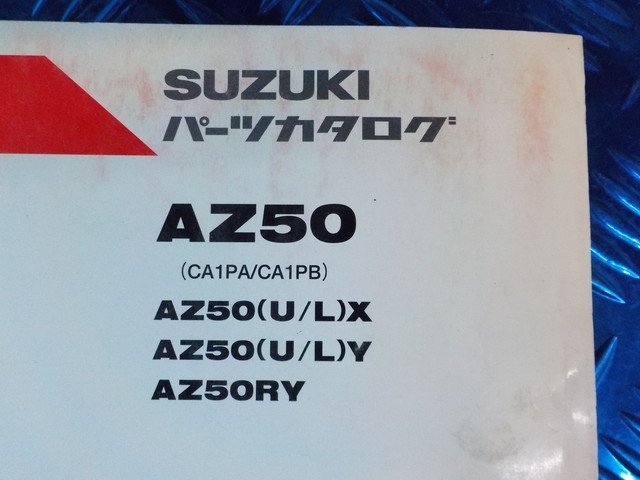 SUZUKI
パーツカタログ
AZ50
(CA1PA/CA1PB)
AZ50(U/L)X
AZ50(U/L)Y
AZ50RY